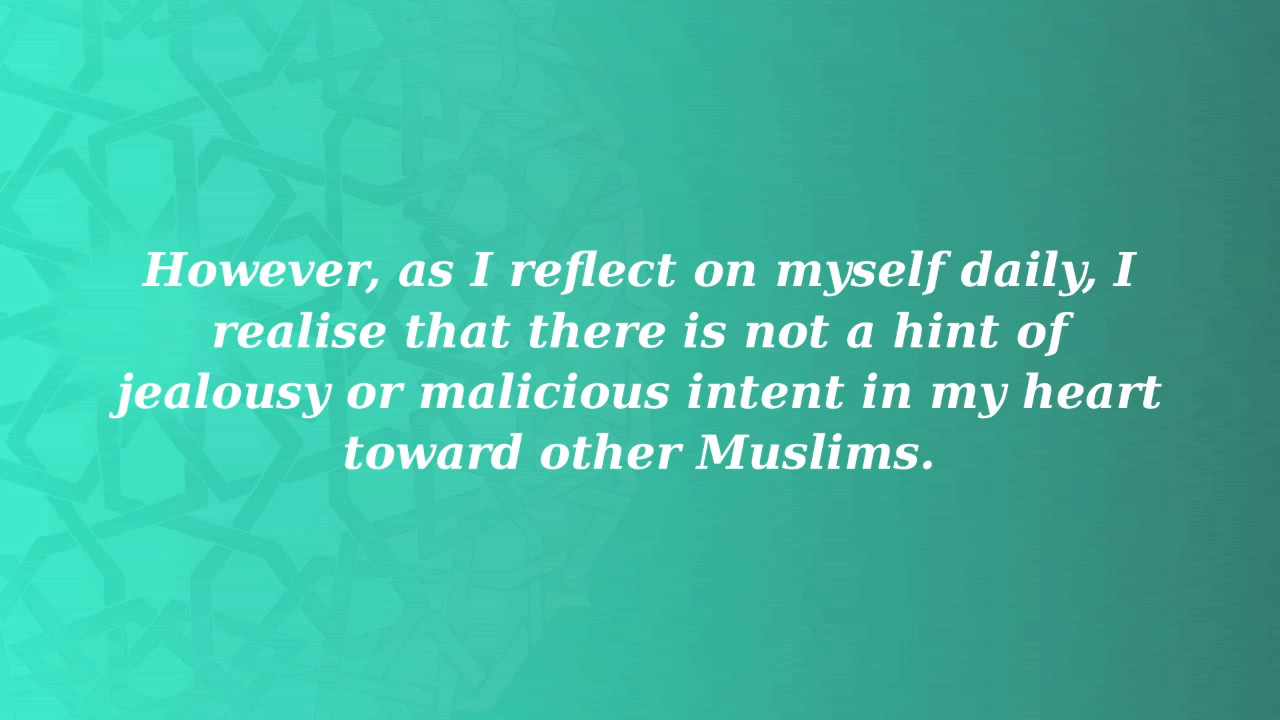 However, as I reflect on myself daily, I
realise that there is not a hint of
jealousy or malicious intent in my heart
toward other Muslims.